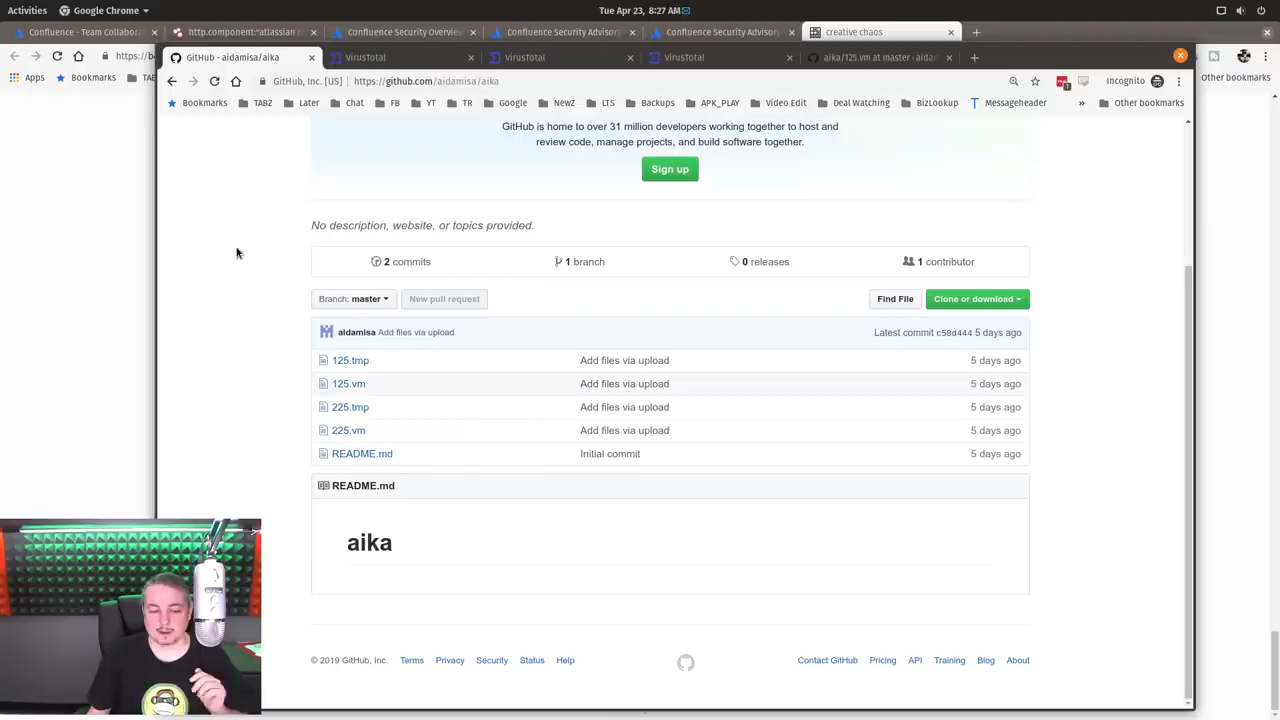 Activities
Google Chrome
Tue Apr 23, 8:27 AM
Confluence - Team Collabora
http.component:"atlassian c
Confluence Security Overvie
Confluence Security Advisory
Confluence Security Advisory
creative chaos
https://b
GitHub - aidamisa/aika
VirusTotal
VirusTotal
VirusTotal
aika/125.vm at master · aidam
GitHub, Inc. [US]
https://github.com/aidamisa/aika
Incognito
Apps
Bookmarks
TAB
Bookmarks
TABZ
Later
Chat
FB
YT
TR
Google
NewZ
LTS
Backups
APK_PLAY
Video Edit
Deal Watching
BizLookup
Messageheader
»
Other bookmarks
Other bookmarks
GitHub is home to over 31 million developers working together to host and
review code, manage projects, and build software together.
Sign up
No description, website, or topics provided.
2 commits
1 branch
0 releases
1 contributor
Branch: master
New pull request
Find File
Clone or download
aidamisa Add files via upload
Latest commit c58d444 5 days ago
125.tmp Add files via upload 5 days ago
125.vm Add files via upload 5 days ago
225.tmp Add files via upload 5 days ago
225.vm Add files via upload 5 days ago
README.md Initial commit 5 days ago
README.md
aika
© 2019 GitHub, Inc.
Terms
Privacy
Security
Status
Help
Contact GitHub
Pricing
API
Training
Blog
About